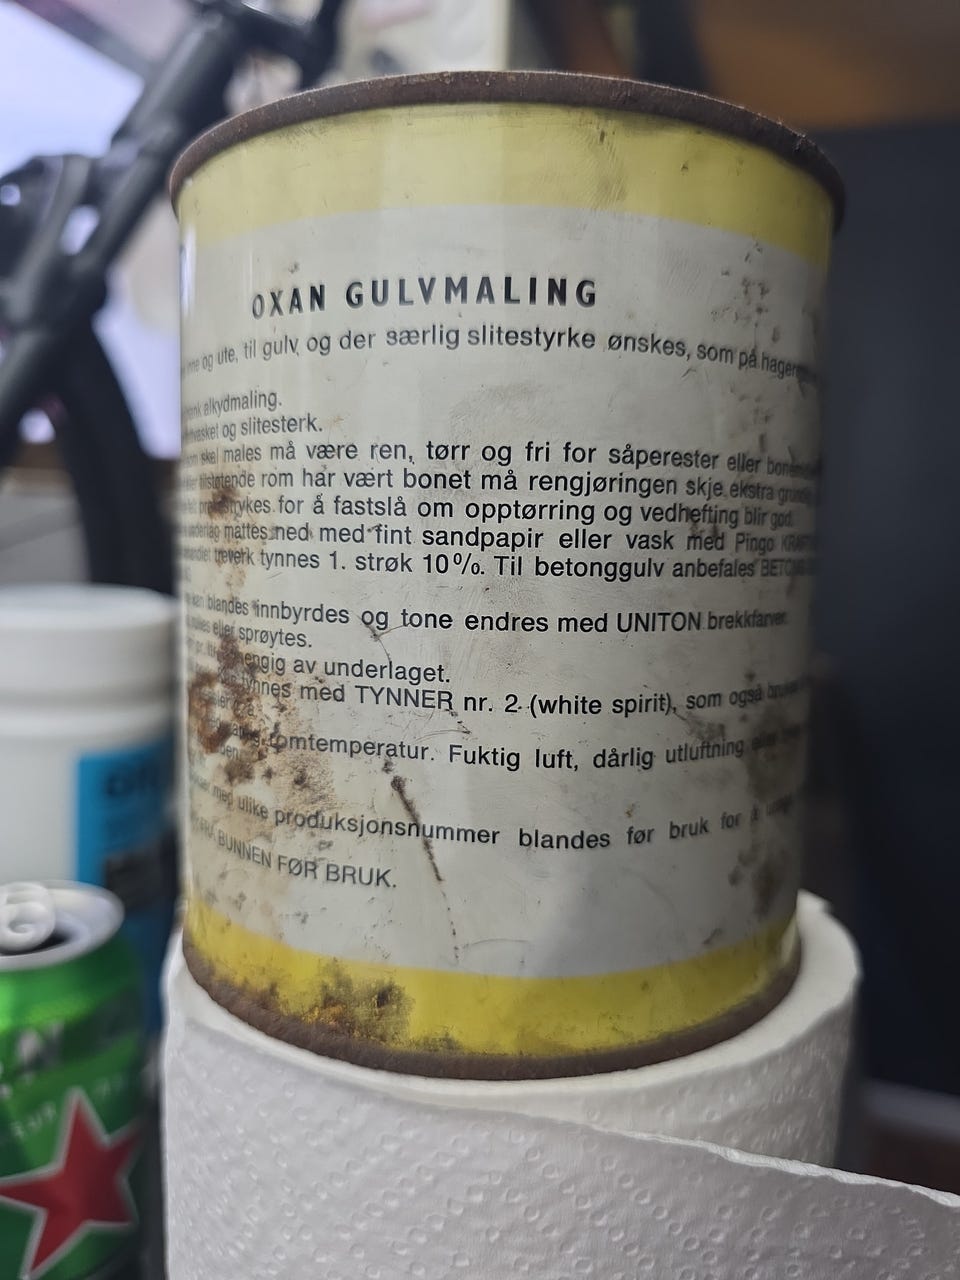 OXAN GULVMALING
og ute, til gulv, og der særlig slitestyrke ønskes, som på
alkydmaling.
og slitesterk.
males må være ren, tørr og fri for såperester eller
tilstøtende rom har vært bonet må rengjøringen skje ekstra
for å fastslå om opptørring og vedhefting blir god.
mattes ned med fint sandpapir eller vask med Pingo
treverk tynnes 1. strøk 10%. Til betonggulv anbefales
blandes innbyrdes og tone endres med UNITON brekkfarver.
eller sprøytes.
av underlaget.
tynnes med TYNNER nr. 2 (white spirit), som også
romtemperatur. Fuktig luft, dårlig utluftning
med ulike produksjonsnummer blandes før bruk for å
BUNNEN FØR BRUK.